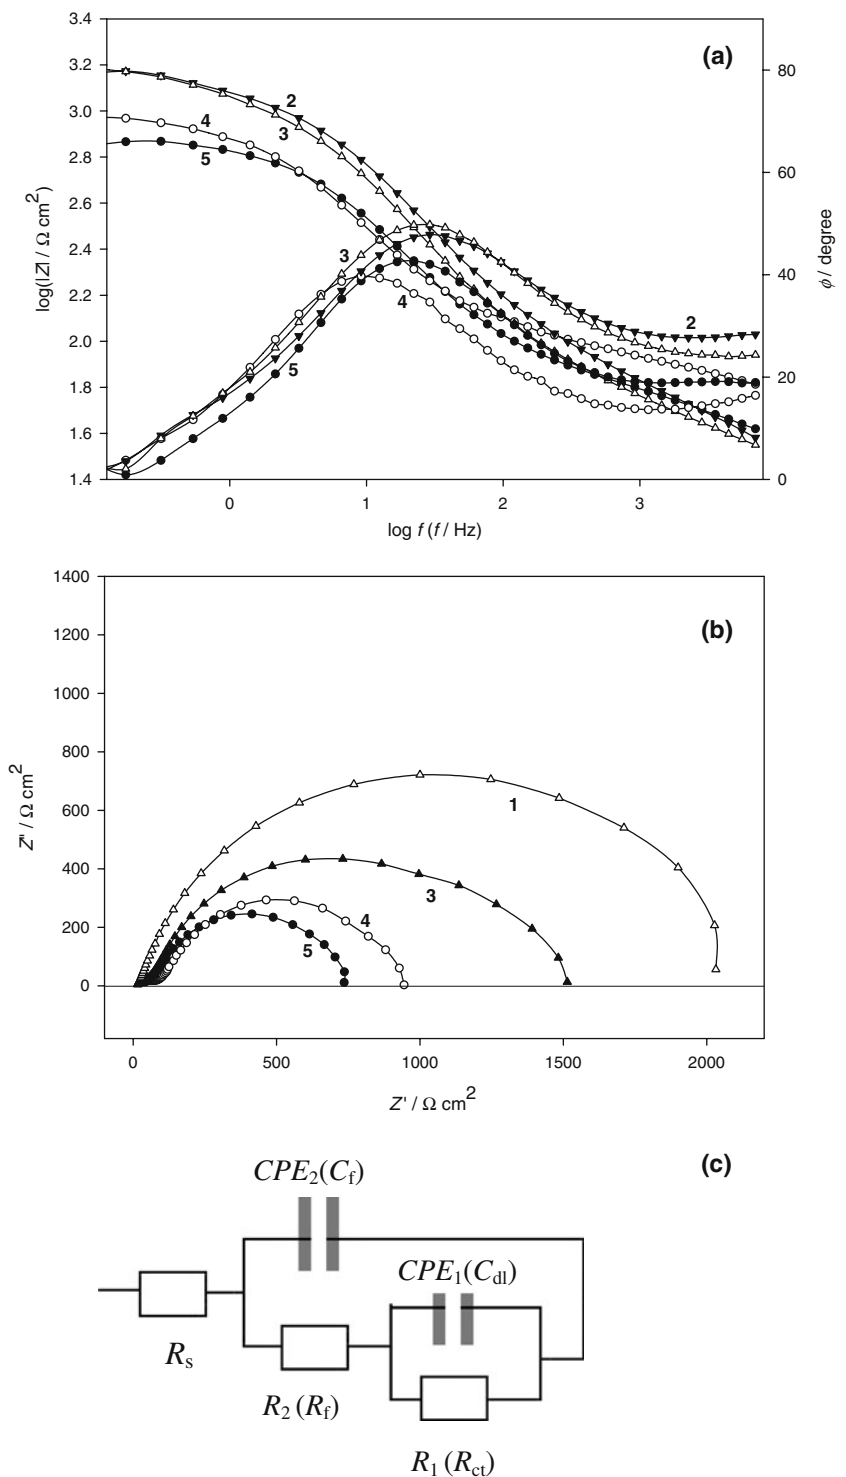 (a)
3.4
3.2
3.0
2.8
2.6
2.4
2.2
2.0
1.8
1.6
1.4
log(|Z| / Ω cm²)
80
60
40
20
0
ϕ / degree
2
3
4
5
3
4
5
2
0 1 2 3
log f (f / Hz)
(b)
1400
1200
1000
800
600
400
200
0
Z'' / Ω cm²
1
3
4
5
0 500 1000 1500 2000
Z' / Ω cm²
(c)
CPE₂(C_f)
CPE₁(C_dl)
R_s
R₂ (R_f)
R₁ (R_ct)